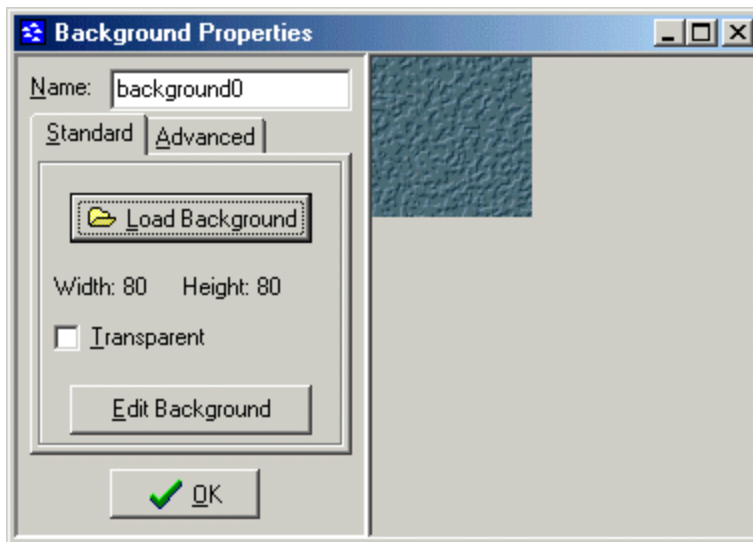 Background Properties
Name: background0
Standard Advanced
Load Background
Width: 80 Height: 80
Transparent
Edit Background
OK